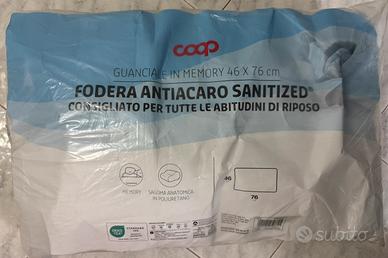 coop
GUANCIALE IN MEMORY 46 X 76 cm
FODERA ANTIACARO SANITIZED®
CONSIGLIATO PER TUTTE LE ABITUDINI DI RIPOSO
46
76
MEMORY
SAGOMA ANATOMICA
IN POLIURETANO
STANDARD
subito